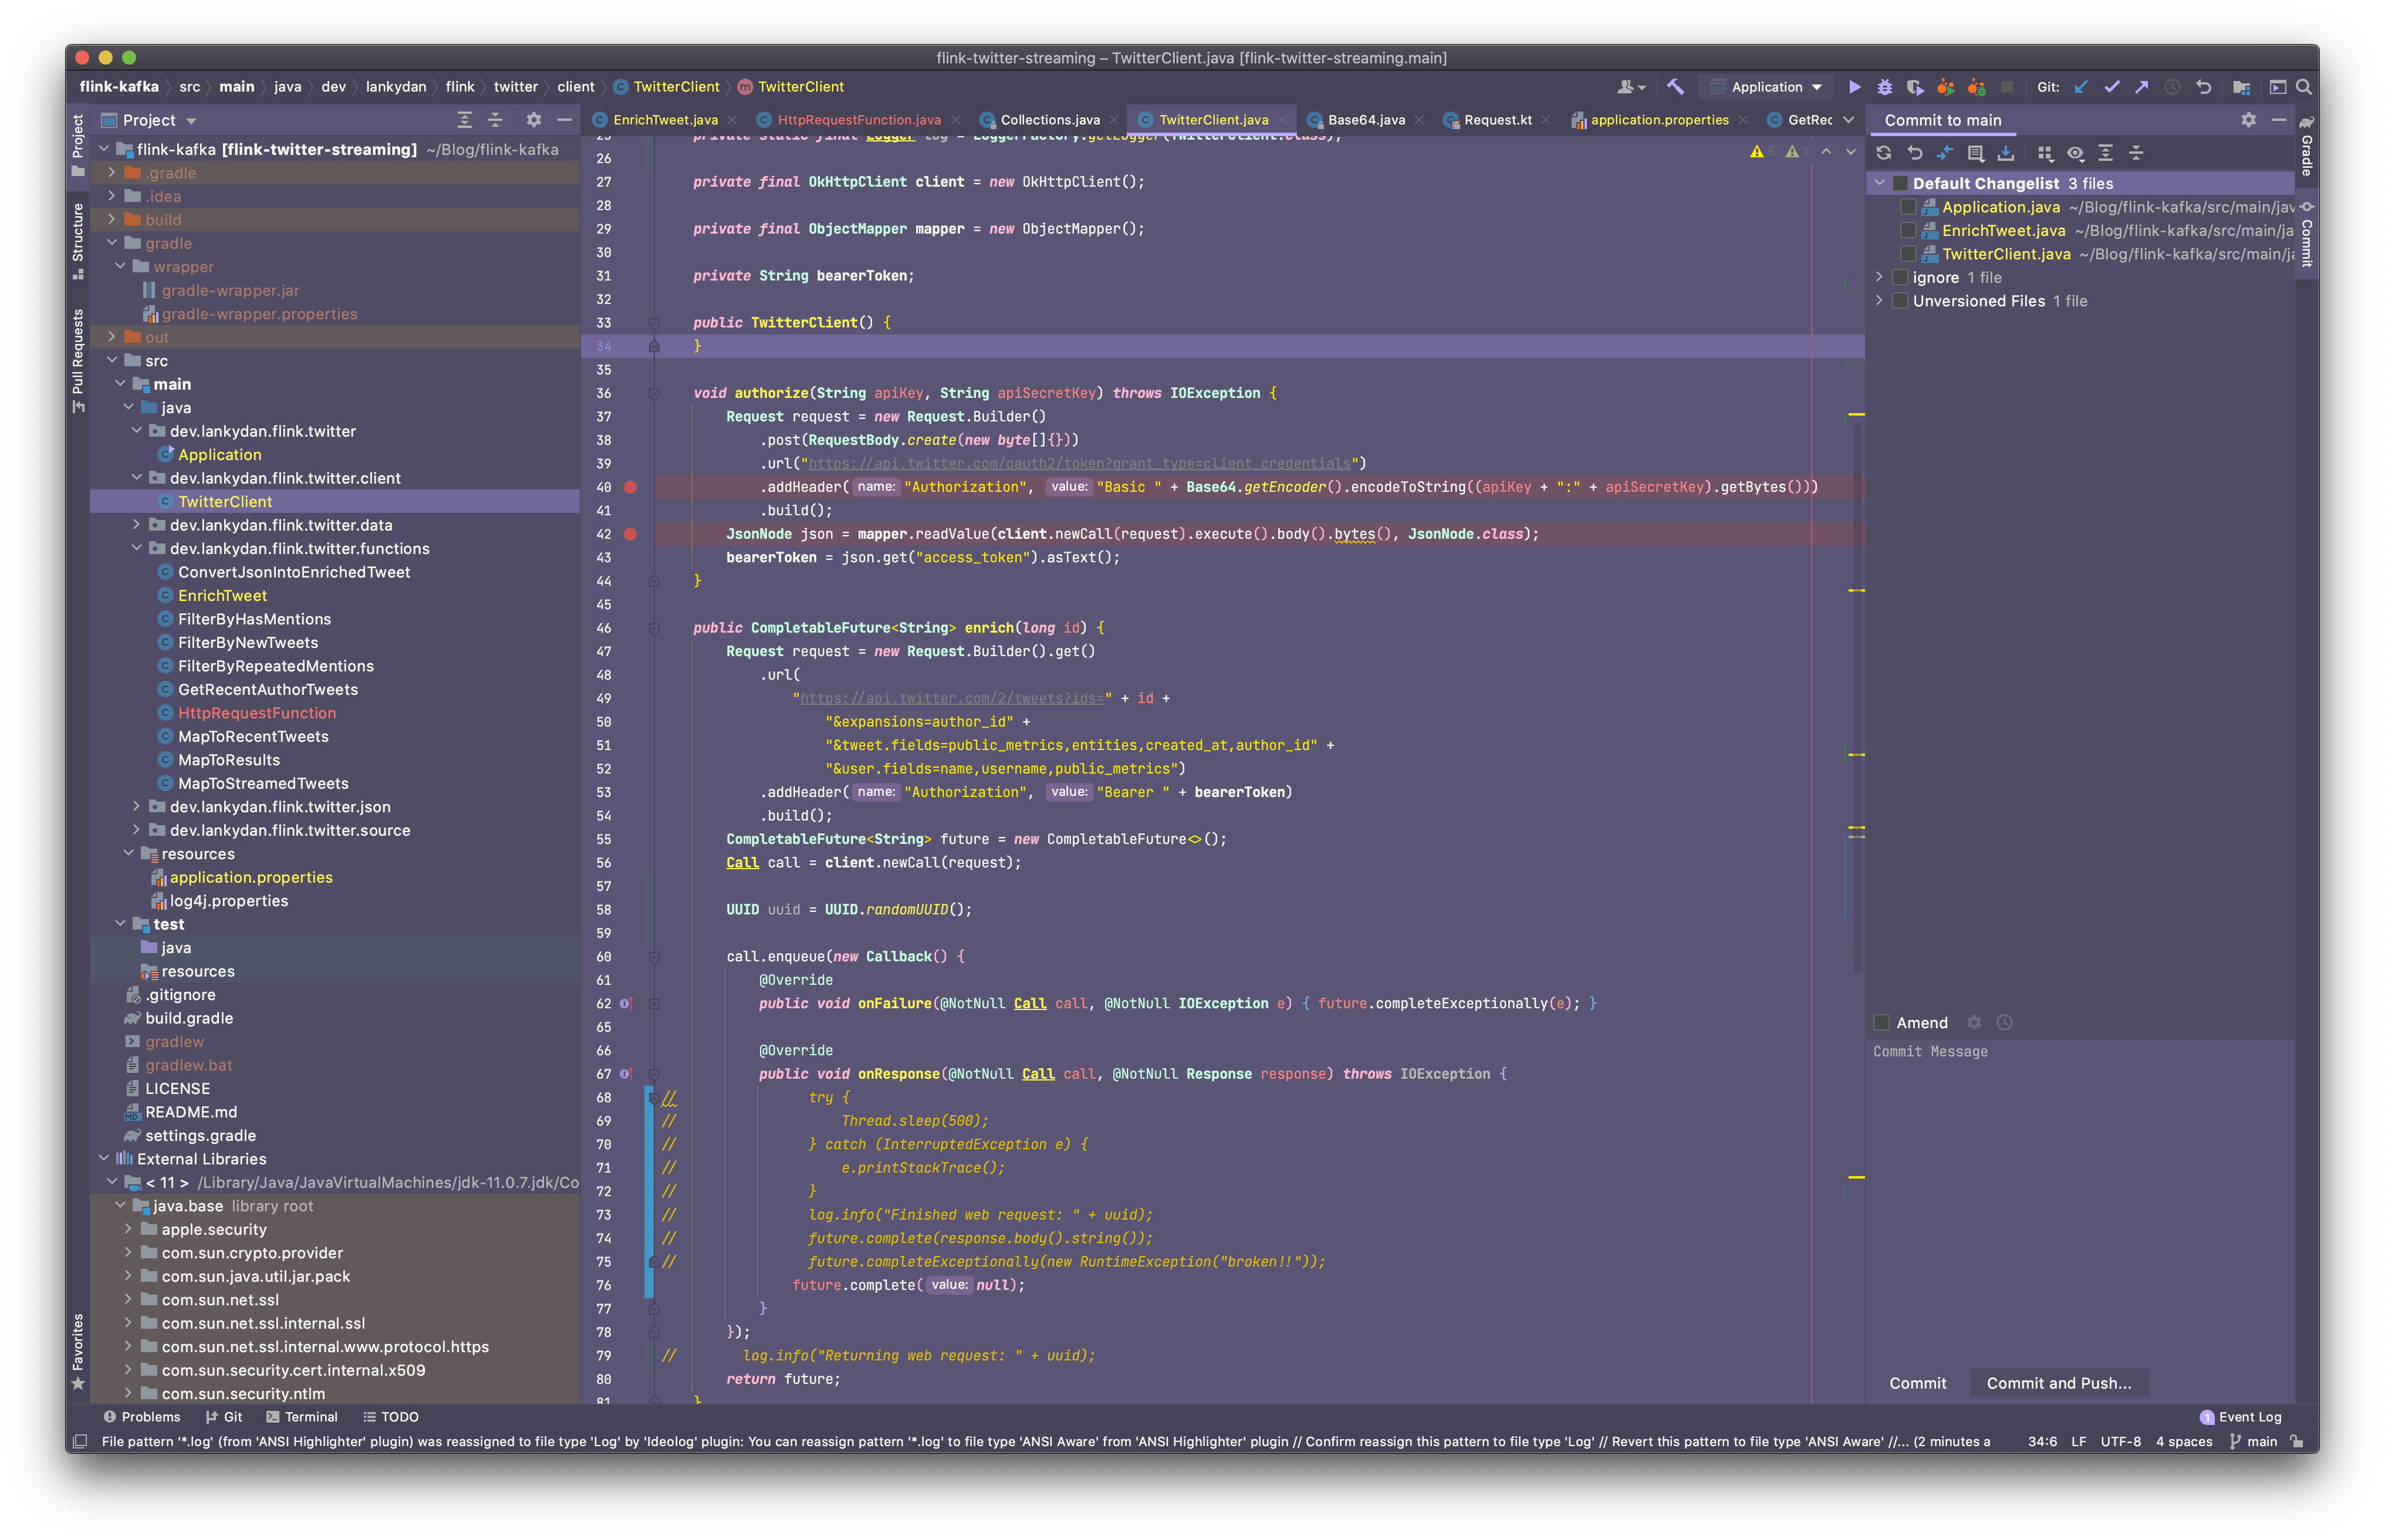 flink-twitter-streaming – TwitterClient.java [flink-twitter-streaming.main]
flink-kafka src main java dev lankydan flink twitter client TwitterClient TwitterClient
Application Git:
Project
flink-kafka [flink-twitter-streaming] ~/Blog/flink-kafka
.gradle
.idea
build
gradle
wrapper
gradle-wrapper.jar
gradle-wrapper.properties
out
src
main
java
dev.lankydan.flink.twitter
Application
dev.lankydan.flink.twitter.client
TwitterClient
dev.lankydan.flink.twitter.data
dev.lankydan.flink.twitter.functions
ConvertJsonIntoEnrichedTweet
EnrichTweet
FilterByHasMentions
FilterByNewTweets
FilterByRepeatedMentions
GetRecentAuthorTweets
HttpRequestFunction
MapToRecentTweets
MapToResults
MapToStreamedTweets
dev.lankydan.flink.twitter.json
dev.lankydan.flink.twitter.source
resources
application.properties
log4j.properties
test
java
resources
.gitignore
build.gradle
gradlew
gradlew.bat
LICENSE
README.md
settings.gradle
External Libraries
< 11 > /Library/Java/JavaVirtualMachines/jdk-11.0.7.jdk/Co
java.base library root
apple.security
com.sun.crypto.provider
com.sun.java.util.jar.pack
com.sun.net.ssl
com.sun.net.ssl.internal.ssl
com.sun.net.ssl.internal.www.protocol.https
com.sun.security.cert.internal.x509
com.sun.security.ntlm
Project
Structure
Pull Requests
Favorites
EnrichTweet.java HttpRequestFunction.java Collections.java TwitterClient.java Base64.java Request.kt application.properties GetRec
25 private static final Logger log = LoggerFactory.getLogger(TwitterClient.class);
5 1
26
27 private final OkHttpClient client = new OkHttpClient();
28
29 private final ObjectMapper mapper = new ObjectMapper();
30
31 private String bearerToken;
32
33 public TwitterClient() {
34 }
35
36 void authorize(String apiKey, String apiSecretKey) throws IOException {
37 Request request = new Request.Builder()
38 .post(RequestBody.create(new byte[]{}))
39 .url("https://api.twitter.com/oauth2/token?grant_type=client_credentials")
40 .addHeader( name: "Authorization", value: "Basic " + Base64.getEncoder().encodeToString((apiKey + ":" + apiSecretKey).getBytes()))
41 .build();
42 JsonNode json = mapper.readValue(client.newCall(request).execute().body().bytes(), JsonNode.class);
43 bearerToken = json.get("access_token").asText();
44 }
45
46 public CompletableFuture<String> enrich(long id) {
47 Request request = new Request.Builder().get()
48 .url(
49 "https://api.twitter.com/2/tweets?ids=" + id +
50 "&expansions=author_id" +
51 "&tweet.fields=public_metrics,entities,created_at,author_id" +
52 "&user.fields=name,username,public_metrics")
53 .addHeader( name: "Authorization", value: "Bearer " + bearerToken)
54 .build();
55 CompletableFuture<String> future = new CompletableFuture<>();
56 Call call = client.newCall(request);
57
58 UUID uuid = UUID.randomUUID();
59
60 call.enqueue(new Callback() {
61 @Override
62 public void onFailure(@NotNull Call call, @NotNull IOException e) { future.completeExceptionally(e); }
65
66 @Override
67 public void onResponse(@NotNull Call call, @NotNull Response response) throws IOException {
68 // try {
69 // Thread.sleep(500);
70 // } catch (InterruptedException e) {
71 // e.printStackTrace();
72 // }
73 // log.info("Finished web request: " + uuid);
74 // future.complete(response.body().string());
75 // future.completeExceptionally(new RuntimeException("broken!!"));
76 future.complete( value: null);
77 }
78 });
79 // log.info("Returning web request: " + uuid);
80 return future;
81 }
Commit to main
Default Changelist 3 files
Application.java ~/Blog/flink-kafka/src/main/jav
EnrichTweet.java ~/Blog/flink-kafka/src/main/ja
TwitterClient.java ~/Blog/flink-kafka/src/main/ja
ignore 1 file
Unversioned Files 1 file
Amend
Commit Message
Commit Commit and Push...
Gradle
Commit
Problems Git Terminal TODO 1 Event Log
File pattern '*.log' (from 'ANSI Highlighter' plugin) was reassigned to file type 'Log' by 'Ideolog' plugin: You can reassign pattern '*.log' to file type 'ANSI Aware' from 'ANSI Highlighter' plugin // Confirm reassign this pattern to file type 'Log' // Revert this pattern to file type 'ANSI Aware' //... (2 minutes a 34:6 LF UTF-8 4 spaces main